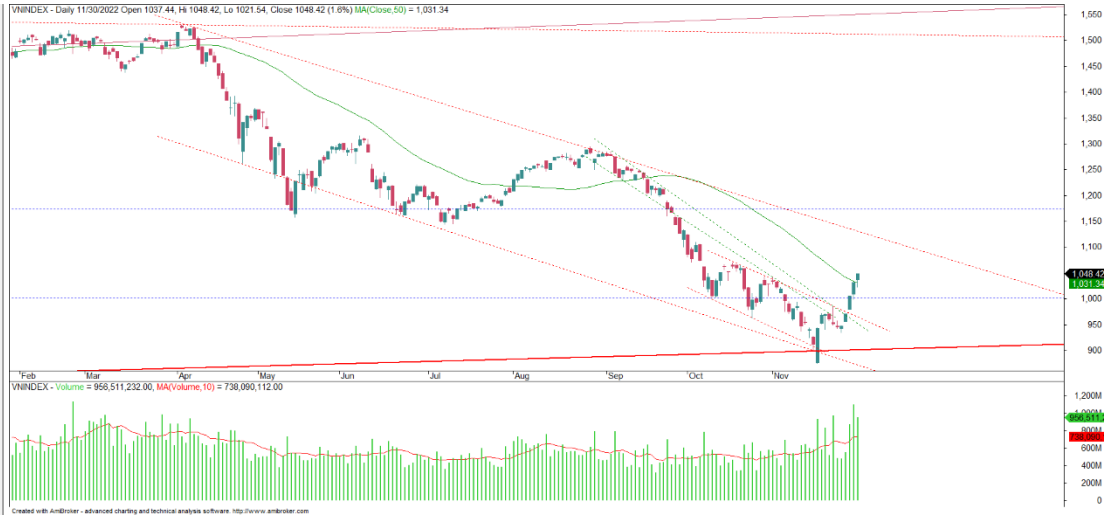 VNINDEX - Daily 11/30/2022 Open 1037.44, Hi 1048.42, Lo 1021.54, Close 1048.42 (1.6%) MA(Close,50) = 1,031.34
1,550
1,500
1,450
1,400
1,350
1,300
1,250
1,200
1,150
1,100
1,048.42
1,031.34
1,000
950
900
Feb Mar Apr May Jun Jul Aug Sep Oct Nov
VNINDEX - Volume = 956,511,232.00, MA(Volume,10) = 738,090,112.00
1,200M
956,511,2
738,090,
600M
400M
200M
0
Created with AmiBroker - advanced charting and technical analysis software. http://www.amibroker.com